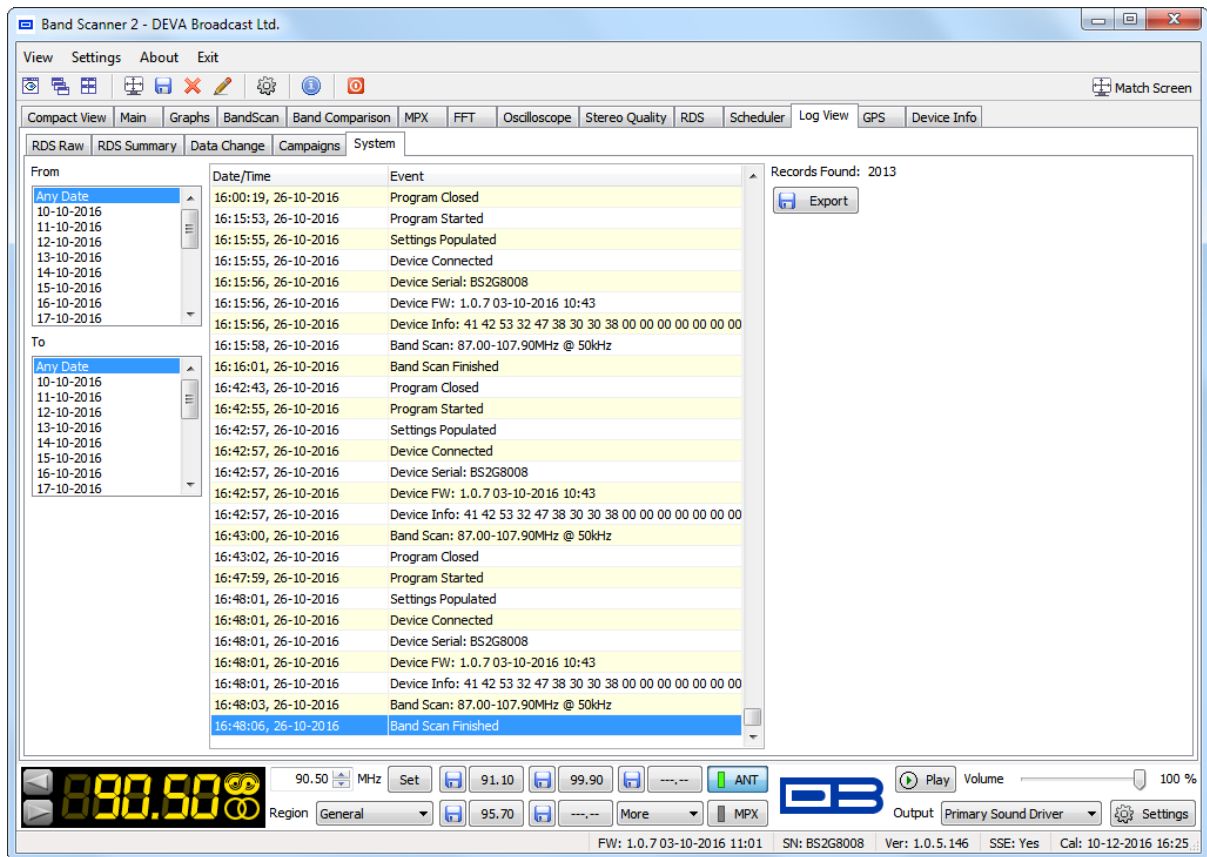 Band Scanner 2 - DEVA Broadcast Ltd.
View Settings About Exit
Match Screen
Compact View Main Graphs BandScan Band Comparison MPX FFT Oscilloscope Stereo Quality RDS Scheduler Log View GPS Device Info
RDS Raw RDS Summary Data Change Campaigns System
From
Any Date
10-10-2016
11-10-2016
12-10-2016
13-10-2016
14-10-2016
15-10-2016
16-10-2016
17-10-2016
To
Any Date
10-10-2016
11-10-2016
12-10-2016
13-10-2016
14-10-2016
15-10-2016
16-10-2016
17-10-2016
Date/Time Event
16:00:19, 26-10-2016 Program Closed
16:15:53, 26-10-2016 Program Started
16:15:55, 26-10-2016 Settings Populated
16:15:55, 26-10-2016 Device Connected
16:15:56, 26-10-2016 Device Serial: BS2G8008
16:15:56, 26-10-2016 Device FW: 1.0.7 03-10-2016 10:43
16:15:56, 26-10-2016 Device Info: 41 42 53 32 47 38 30 30 38 00 00 00 00 00 00 00
16:15:58, 26-10-2016 Band Scan: 87.00-107.90MHz @ 50kHz
16:16:01, 26-10-2016 Band Scan Finished
16:42:43, 26-10-2016 Program Closed
16:42:55, 26-10-2016 Program Started
16:42:57, 26-10-2016 Settings Populated
16:42:57, 26-10-2016 Device Connected
16:42:57, 26-10-2016 Device Serial: BS2G8008
16:42:57, 26-10-2016 Device FW: 1.0.7 03-10-2016 10:43
16:42:57, 26-10-2016 Device Info: 41 42 53 32 47 38 30 30 38 00 00 00 00 00 00 00
16:43:00, 26-10-2016 Band Scan: 87.00-107.90MHz @ 50kHz
16:43:02, 26-10-2016 Program Closed
16:47:59, 26-10-2016 Program Started
16:48:01, 26-10-2016 Settings Populated
16:48:01, 26-10-2016 Device Connected
16:48:01, 26-10-2016 Device Serial: BS2G8008
16:48:01, 26-10-2016 Device FW: 1.0.7 03-10-2016 10:43
16:48:01, 26-10-2016 Device Info: 41 42 53 32 47 38 30 30 38 00 00 00 00 00 00 00
16:48:03, 26-10-2016 Band Scan: 87.00-107.90MHz @ 50kHz
16:48:06, 26-10-2016 Band Scan Finished
Records Found: 2013
Export
90.50
90.50 MHz Set 91.10 99.90 ---.-- ANT
Region General 95.70 ---.-- More MPX
DB
Play Volume 100 %
Output Primary Sound Driver Settings
FW: 1.0.7 03-10-2016 11:01 SN: BS2G8008 Ver: 1.0.5.146 SSE: Yes Cal: 10-12-2016 16:25